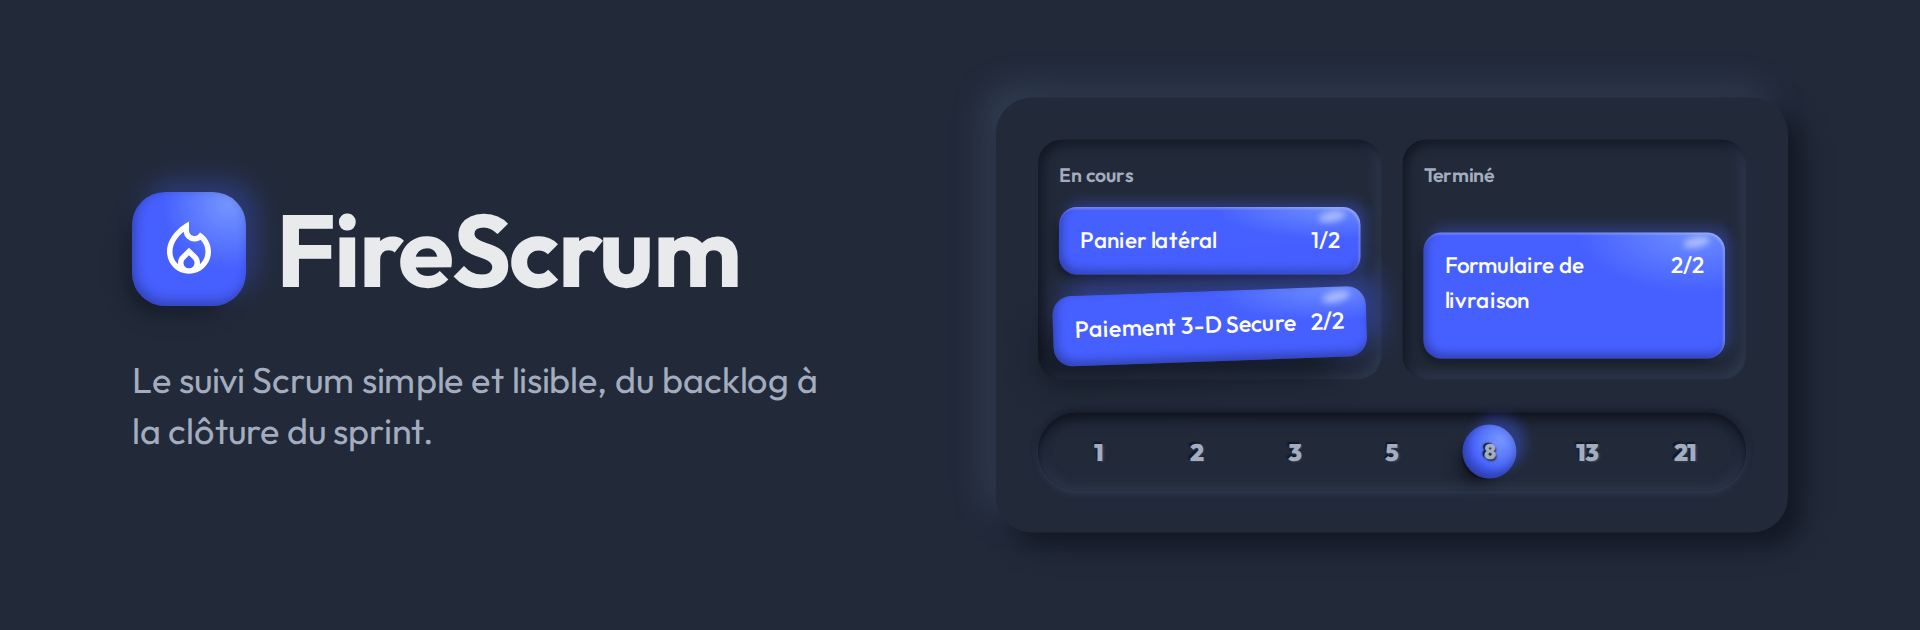 FireScrum
Le suivi Scrum simple et lisible, du backlog à
la clôture du sprint.
En cours
Panier latéral 1/2
Paiement 3-D Secure 2/2
Terminé
Formulaire de 2/2
livraison
1 2 3 5 8 13 21